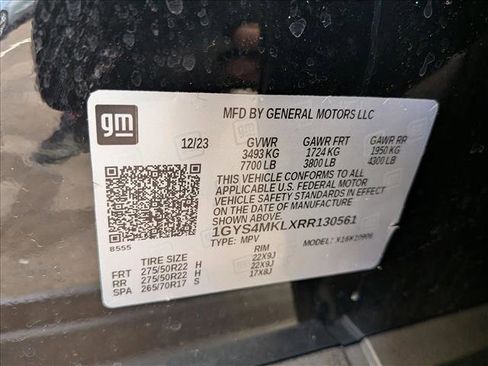 gm
MFD BY GENERAL MOTORS LLC
12/23 GVWR GAWR FRT GAWR RR
3493 KG 1724 KG 1950 KG
7700 LB 3800 LB 4300 LB
THIS VEHICLE CONFORMS TO ALL
APPLICABLE U.S. FEDERAL MOTOR
VEHICLE SAFETY STANDARDS IN EFFECT
ON THE DATE OF MANUFACTURE
SHOWN ABOVE.
1GYS4MKLXRR130561
TYPE: MPV MODEL:
8555
TIRE SIZE RIM
FRT 275/50R22 H 22X9J
RR 275/50R22 H 22X9J
SPA 265/70R17 S 17X8J